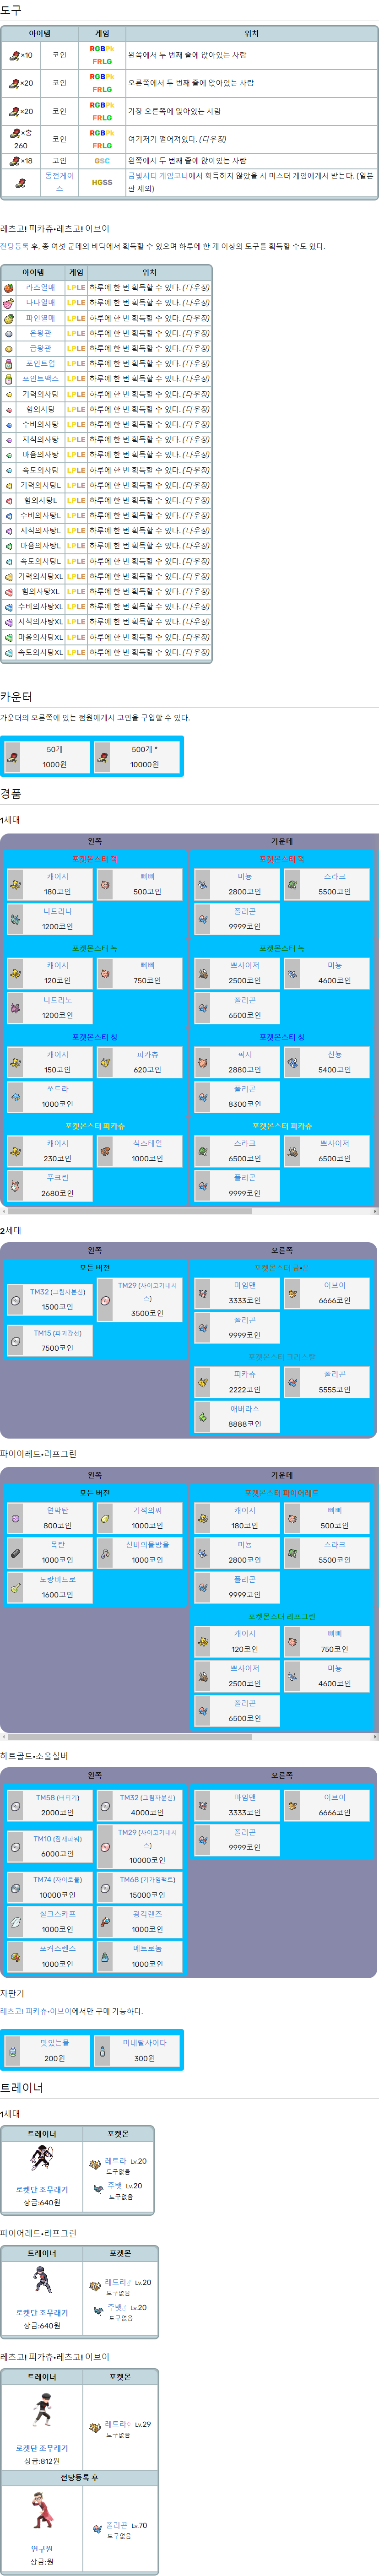 도구
아이템 게임 위치
×10 코인 RGBPk FRLG 왼쪽에서 두 번째 줄에 앉아있는 사람
×20 코인 RGBPk FRLG 오른쪽에서 두 번째 줄에 앉아있는 사람
×20 코인 RGBPk FRLG 가장 오른쪽에 앉아있는 사람
×총 260 코인 RGBPk FRLG 여기저기 떨어져있다. (다우징)
×18 코인 GSC 왼쪽에서 두 번째 줄에 앉아있는 사람
동전케이스 HGSS 금빛시티 게임코너에서 획득하지 않았을 시 미스터 게임에게서 받는다. (일본판 제외)
레츠고! 피카츄•레츠고! 이브이
전당등록 후, 총 여섯 군데의 바닥에서 획득할 수 있으며 하루에 한 개 이상의 도구를 획득할 수도 있다.
아이템 게임 위치
라즈열매 LPLE 하루에 한 번 획득할 수 있다. (다우징)
나나열매 LPLE 하루에 한 번 획득할 수 있다. (다우징)
파인열매 LPLE 하루에 한 번 획득할 수 있다. (다우징)
은왕관 LPLE 하루에 한 번 획득할 수 있다. (다우징)
금왕관 LPLE 하루에 한 번 획득할 수 있다. (다우징)
포인트업 LPLE 하루에 한 번 획득할 수 있다. (다우징)
포인트맥스 LPLE 하루에 한 번 획득할 수 있다. (다우징)
기력의사탕 LPLE 하루에 한 번 획득할 수 있다. (다우징)
힘의사탕 LPLE 하루에 한 번 획득할 수 있다. (다우징)
수비의사탕 LPLE 하루에 한 번 획득할 수 있다. (다우징)
지식의사탕 LPLE 하루에 한 번 획득할 수 있다. (다우징)
마음의사탕 LPLE 하루에 한 번 획득할 수 있다. (다우징)
속도의사탕 LPLE 하루에 한 번 획득할 수 있다. (다우징)
기력의사탕L LPLE 하루에 한 번 획득할 수 있다. (다우징)
힘의사탕L LPLE 하루에 한 번 획득할 수 있다. (다우징)
수비의사탕L LPLE 하루에 한 번 획득할 수 있다. (다우징)
지식의사탕L LPLE 하루에 한 번 획득할 수 있다. (다우징)
마음의사탕L LPLE 하루에 한 번 획득할 수 있다. (다우징)
속도의사탕L LPLE 하루에 한 번 획득할 수 있다. (다우징)
기력의사탕XL LPLE 하루에 한 번 획득할 수 있다. (다우징)
힘의사탕XL LPLE 하루에 한 번 획득할 수 있다. (다우징)
수비의사탕XL LPLE 하루에 한 번 획득할 수 있다. (다우징)
지식의사탕XL LPLE 하루에 한 번 획득할 수 있다. (다우징)
마음의사탕XL LPLE 하루에 한 번 획득할 수 있다. (다우징)
속도의사탕XL LPLE 하루에 한 번 획득할 수 있다. (다우징)
카운터
카운터의 오른쪽에 있는 점원에게서 코인을 구입할 수 있다.
50개 500개 *
1000원 10000원
경품
1세대
왼쪽 가운데
포켓몬스터 적 포켓몬스터 적
캐이시 삐삐 미뇽 스라크
180코인 500코인 2800코인 5500코인
니드리나 폴리곤
1200코인 9999코인
포켓몬스터 녹 포켓몬스터 녹
캐이시 삐삐 쁘사이저 미뇽
120코인 750코인 2500코인 4600코인
니드리노 폴리곤
1200코인 6500코인
포켓몬스터 청 포켓몬스터 청
캐이시 피카츄 픽시 신뇽
150코인 620코인 2880코인 5400코인
쏘드라 폴리곤
1000코인 8300코인
포켓몬스터 피카츄 포켓몬스터 피카츄
캐이시 식스테일 스라크 쁘사이저
230코인 1000코인 6500코인 6500코인
푸크린 폴리곤
2680코인 9999코인
2세대
왼쪽 오른쪽
모든 버전 포켓몬스터 금•은
TM32 (그림자분신) TM29 (사이코키네시스) 마임맨 이브이
1500코인 3500코인 3333코인 6666코인
TM15 (파괴광선) 폴리곤
7500코인 9999코인
포켓몬스터 크리스탈
피카츄 폴리곤
2222코인 5555코인
애버라스
8888코인
파이어레드•리프그린
왼쪽 가운데
모든 버전 포켓몬스터 파이어레드
연막탄 기적의씨 캐이시 삐삐
800코인 1000코인 180코인 500코인
목탄 신비의물방울 미뇽 스라크
1000코인 1000코인 2800코인 5500코인
노랑비드로 폴리곤
1600코인 9999코인
포켓몬스터 리프그린
캐이시 삐삐
120코인 750코인
쁘사이저 미뇽
2500코인 4600코인
폴리곤
6500코인
하트골드•소울실버
왼쪽 오른쪽
TM58 (버티기) TM32 (그림자분신) 마임맨 이브이
2000코인 4000코인 3333코인 6666코인
TM10 (잠재파워) TM29 (사이코키네시스) 폴리곤
6000코인 10000코인 9999코인
TM74 (자이로볼) TM68 (기가임팩트)
10000코인 15000코인
실크스카프 광각렌즈
1000코인 1000코인
포커스렌즈 메트로놈
1000코인 1000코인
자판기
레츠고! 피카츄•이브이에서만 구매 가능하다.
맛있는물 미네랄사이다
200원 300원
트레이너
1세대
트레이너 포켓몬
로켓단 조무래기
상금:640원
레트라 Lv.20
도구없음
주뱃 Lv.20
도구없음
파이어레드•리프그린
트레이너 포켓몬
로켓단 조무래기
상금:640원
레트라♂ Lv.20
도구없음
주뱃♂ Lv.20
도구없음
레츠고! 피카츄•레츠고! 이브이
트레이너 포켓몬
로켓단 조무래기
상금:812원
레트라♀ Lv.29
도구없음
전당등록 후
연구원
상금:원
폴리곤 Lv.70
도구없음